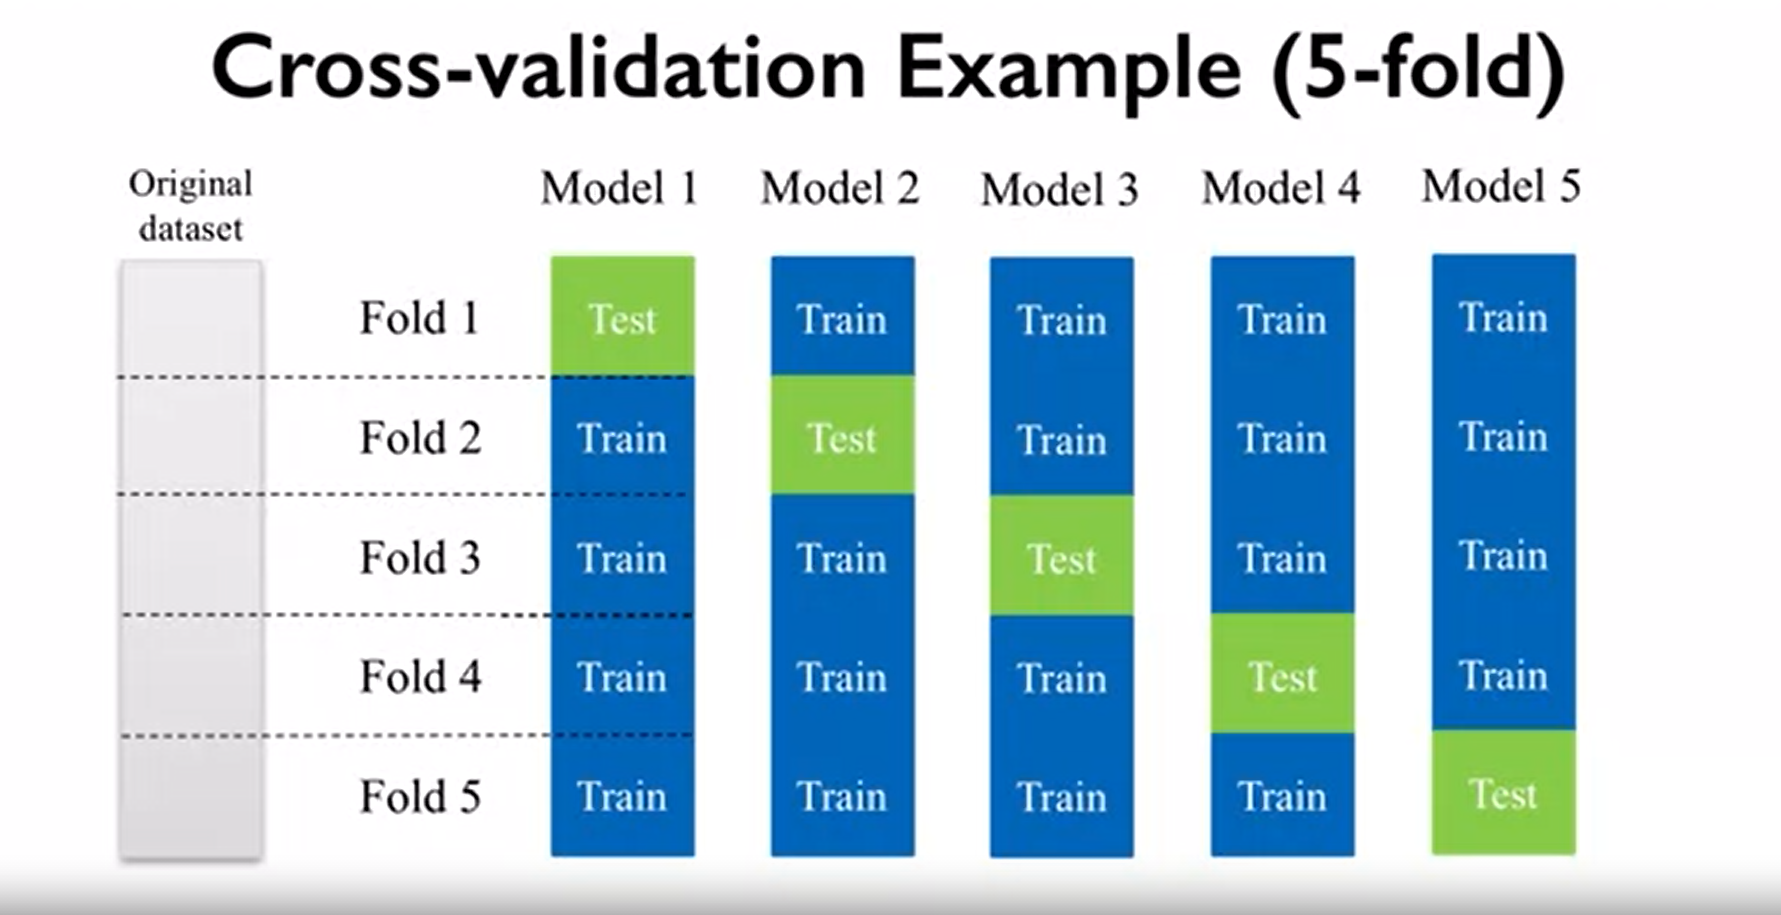 Cross-validation Example (5-fold)
Original
dataset
Model 1 Model 2 Model 3 Model 4 Model 5
Fold 1 Test Train Train Train Train
Fold 2 Train Test Train Train Train
Fold 3 Train Train Test Train Train
Fold 4 Train Train Train Test Train
Fold 5 Train Train Train Train Test